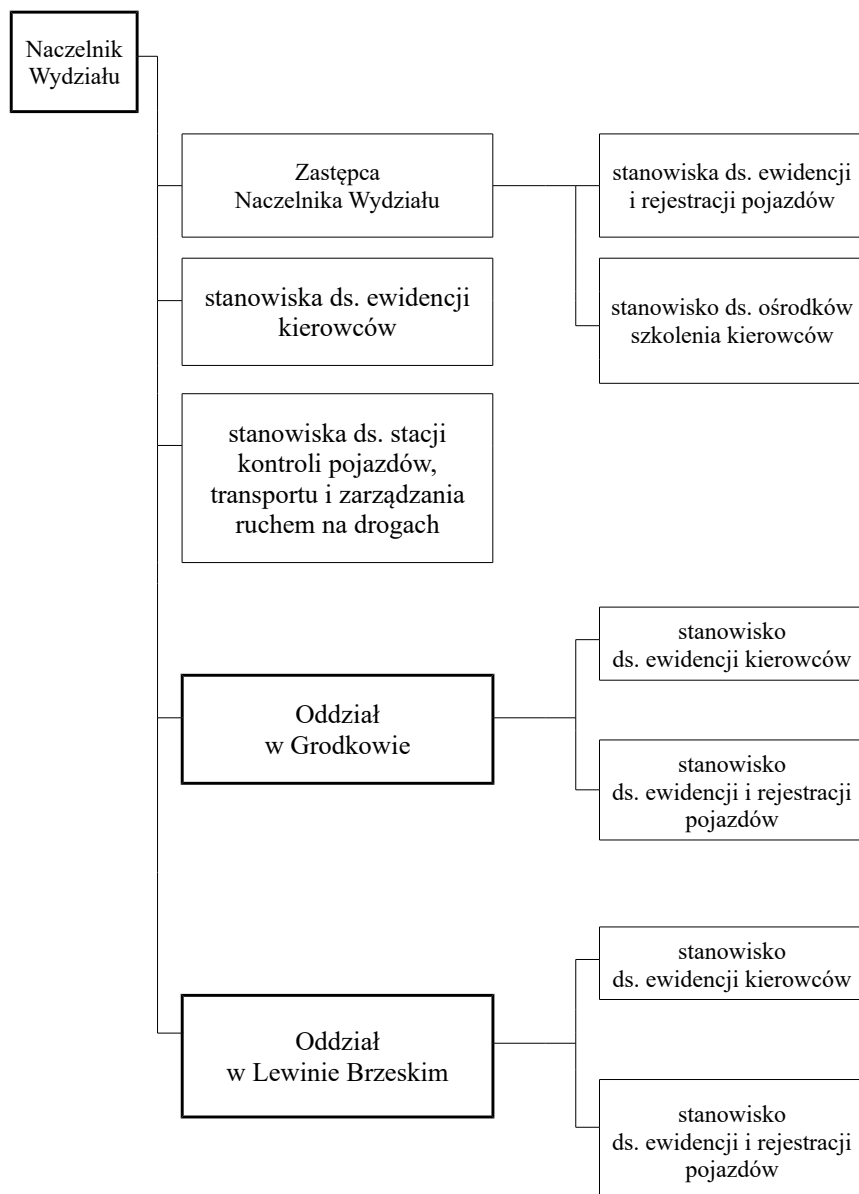 Naczelnik
Wydziału
Zastępca
Naczelnika Wydziału
stanowiska ds. ewidencji
i rejestracji pojazdów
stanowiska ds. ewidencji
kierowców
stanowisko ds. ośrodków
szkolenia kierowców
stanowiska ds. stacji
kontroli pojazdów,
transportu i zarządzania
ruchem na drogach
Oddział
w Grodkowie
stanowisko
ds. ewidencji kierowców
stanowisko
ds. ewidencji i rejestracji
pojazdów
Oddział
w Lewinie Brzeskim
stanowisko
ds. ewidencji kierowców
stanowisko
ds. ewidencji i rejestracji
pojazdów